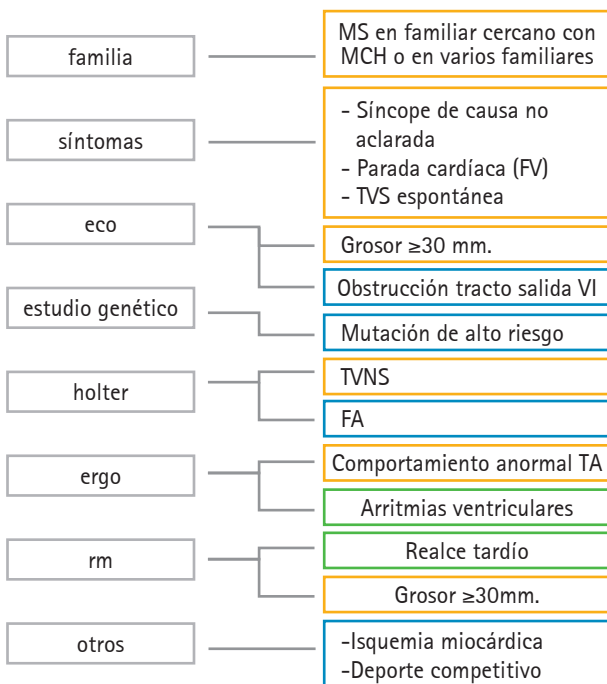 familia
MS en familiar cercano con
MCH o en varios familiares
síntomas
- Síncope de causa no
aclarada
- Parada cardíaca (FV)
- TVS espontánea
eco
Grosor ≥30 mm.
Obstrucción tracto salida VI
estudio genético
Mutación de alto riesgo
holter
TVNS
FA
ergo
Comportamiento anormal TA
Arritmias ventriculares
rm
Realce tardío
Grosor ≥30mm.
otros
-Isquemia miocárdica
-Deporte competitivo